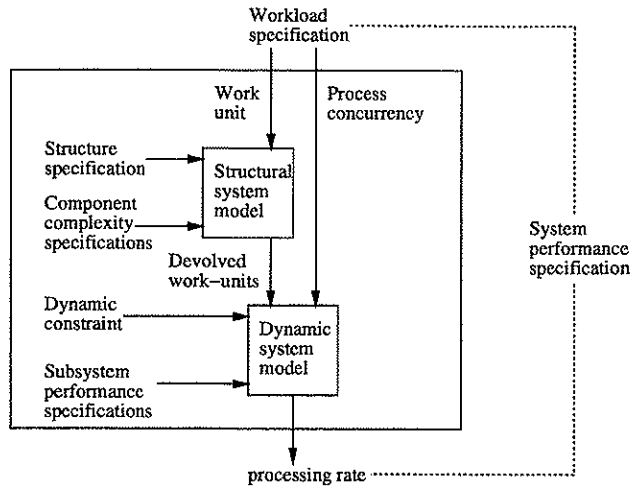 Workload
specification
Work
unit
Process
concurrency
Structure
specification
Structural
system
model
Component
complexity
specifications
System
performance
specification
Devolved
work-units
Dynamic
constraint
Dynamic
system
model
Subsystem
performance
specifications
processing rate